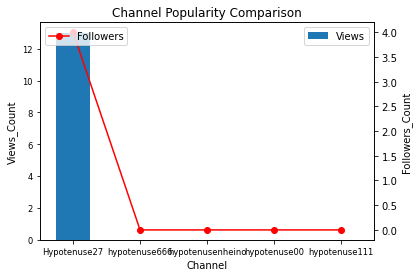 Channel Popularity Comparison
Followers
Views
12
10
8
6
4
2
0
Views_Count
4.0
3.5
3.0
2.5
2.0
1.5
1.0
0.5
0.0
Followers_Count
Hypotenuse27 hypotenuse666 hypotenusenheino hypotenuse00 hypotenuse111
Channel